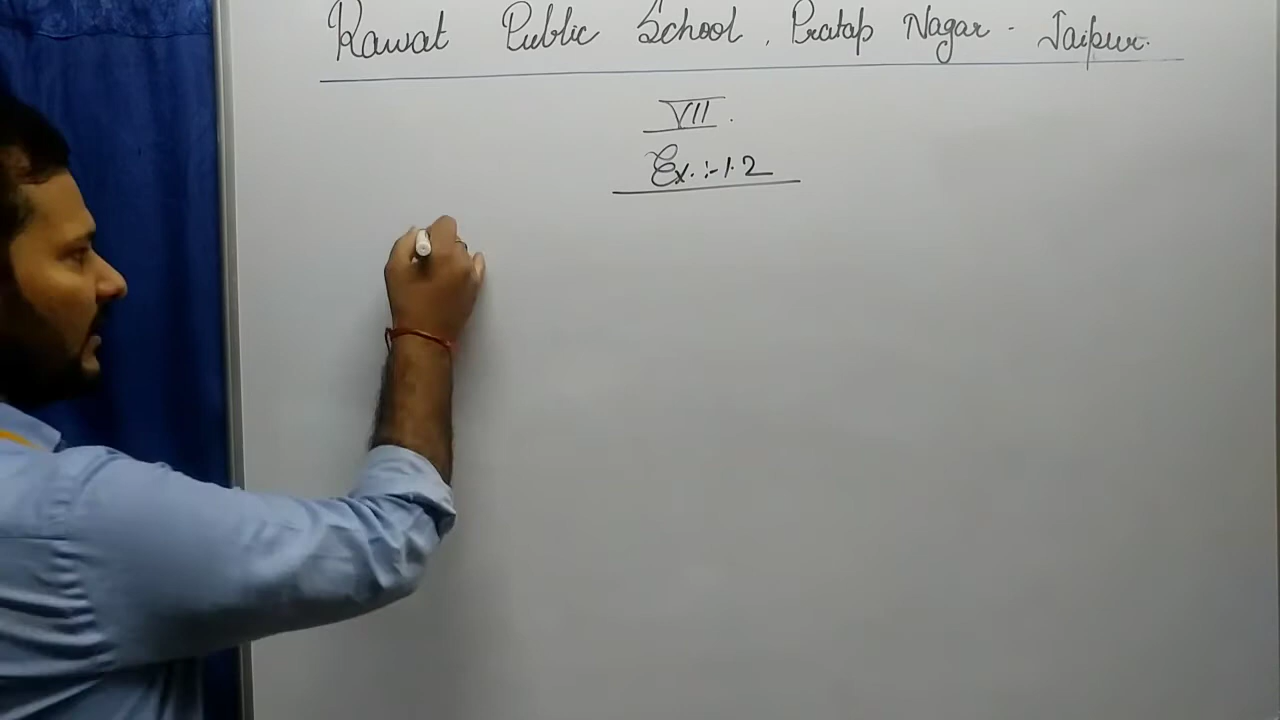 Rawat Public School, Pratap Nagar - Jaipur.
VII.
Ex. :- 1.2